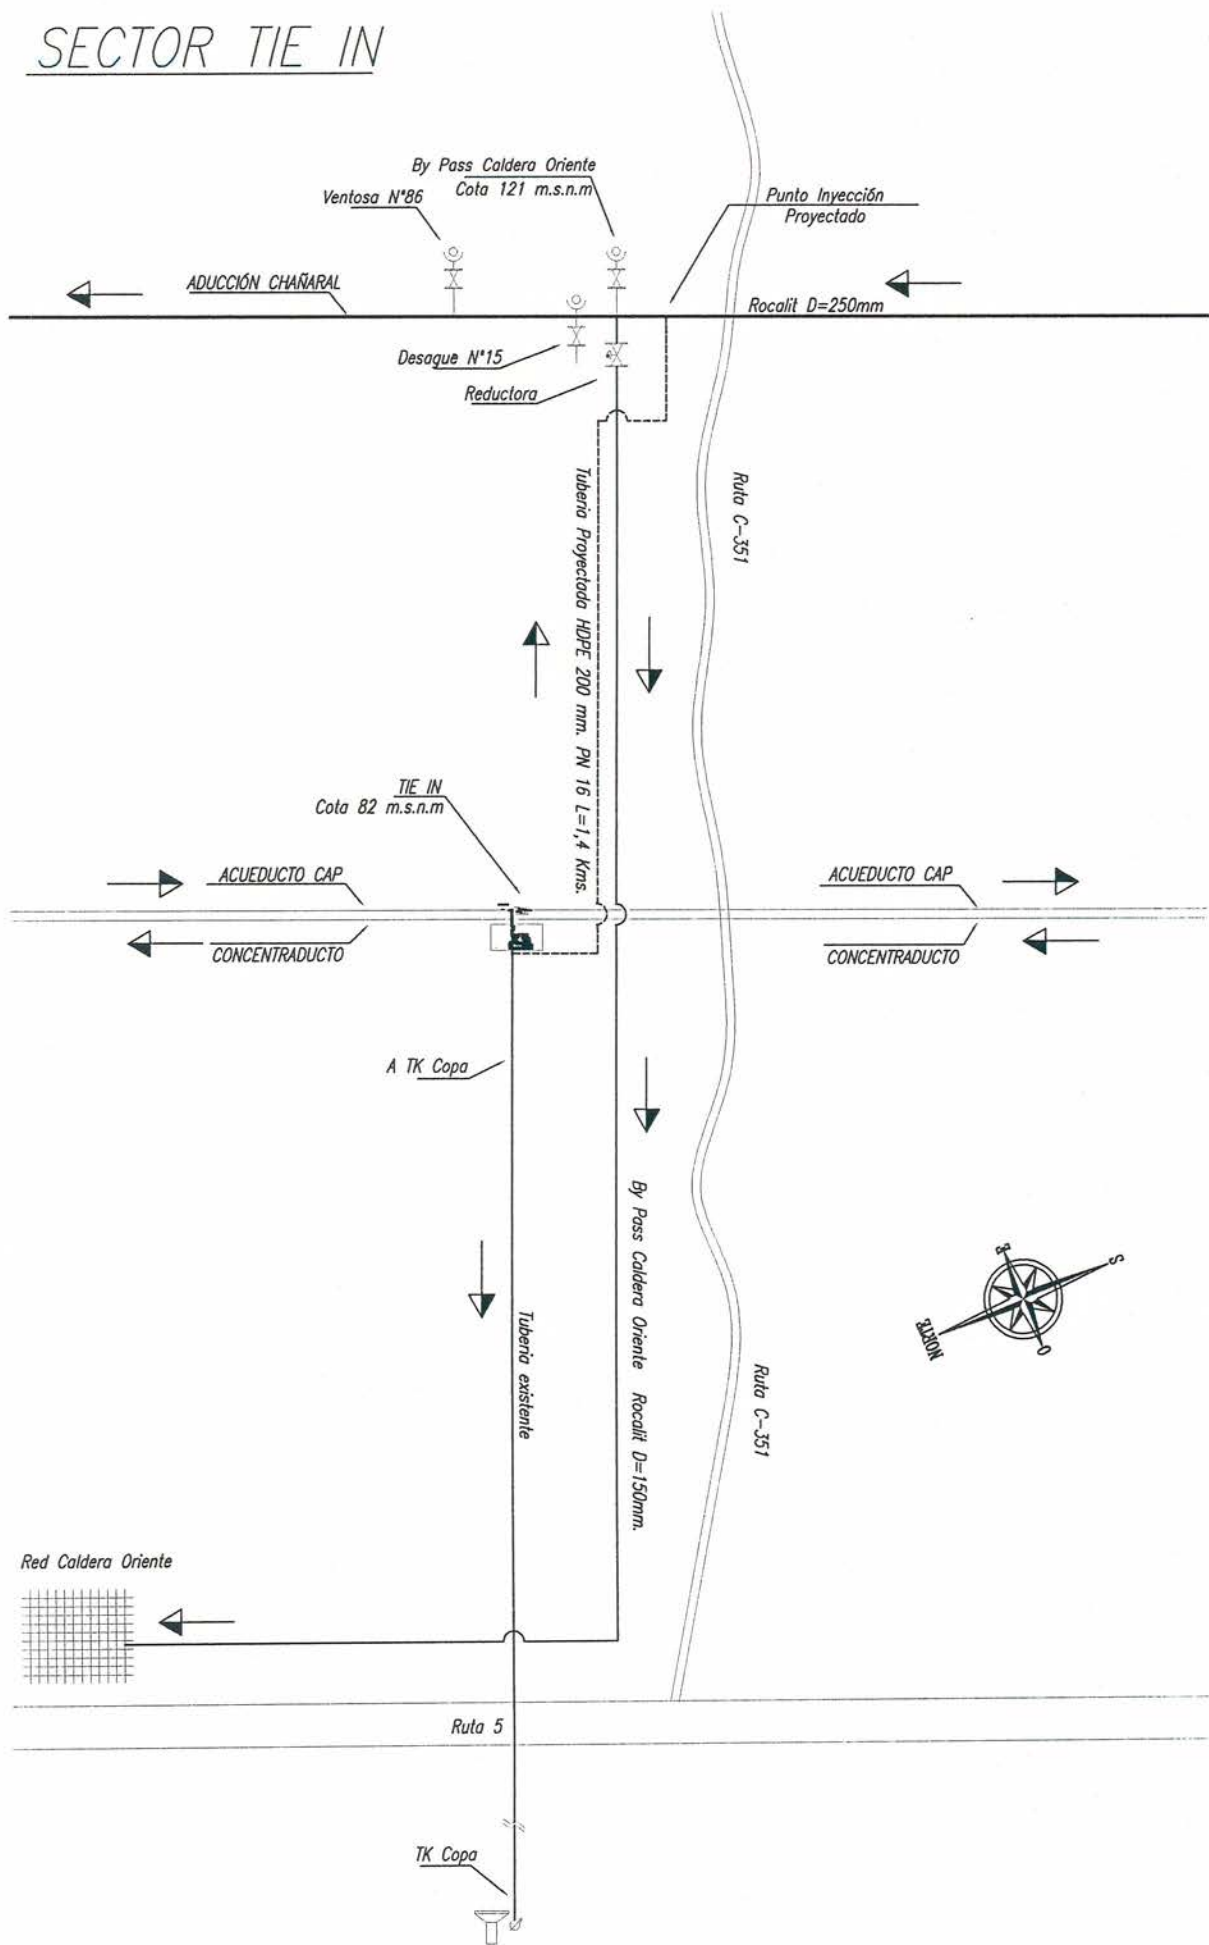 SECTOR TIE IN
By Pass Caldera Oriente
Cota 121 m.s.n.m
Ventosa N°86
Punto Inyección
Proyectado
ADUCCIÓN CHAÑARAL
Rocalit D=250mm
Desague N°15
Reductora
Ruta C-351
Tuberia Proyectada HDPE 200 mm. PN 16 L=1,4 Kms.
TIE IN
Cota 82 m.s.n.m
ACUEDUCTO CAP
CONCENTRADUCTO
ACUEDUCTO CAP
CONCENTRADUCTO
A TK Copa
By Pass Caldera Oriente Rocalit D=150mm.
E
S
O
NORTE
Tuberia existente
Ruta C-351
Red Caldera Oriente
Ruta 5
TK Copa